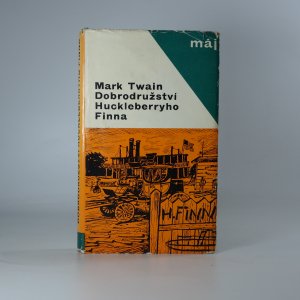 máj
Mark Twain
Dobrodružství
Huckleberryho
Finna
H.FINN